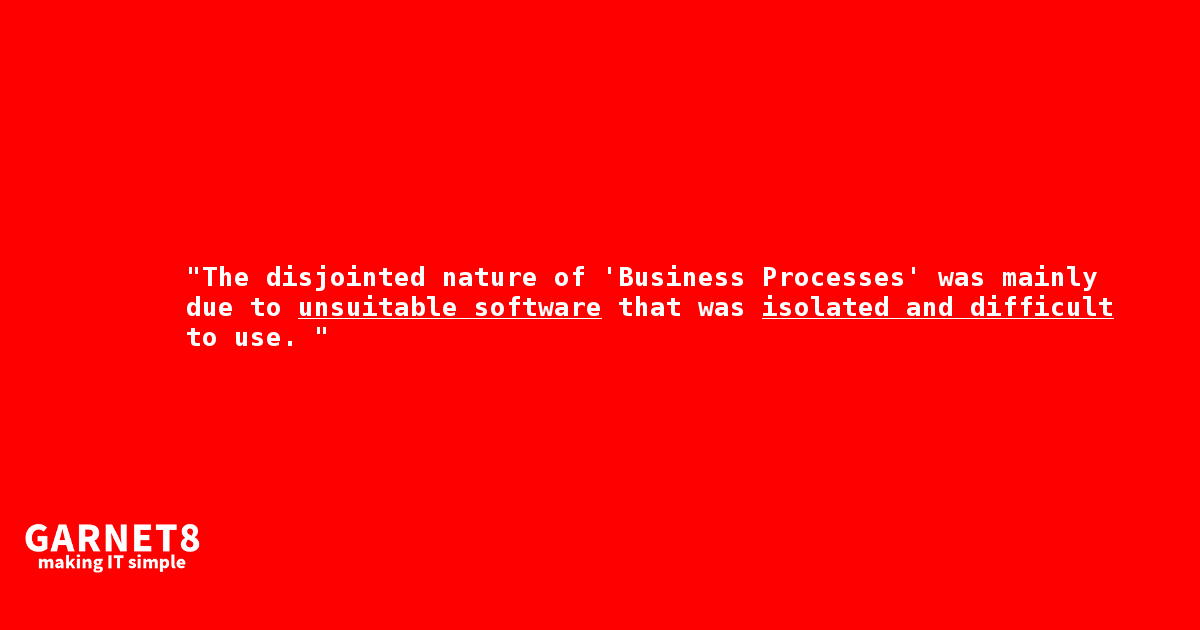 "The disjointed nature of 'Business Processes' was mainly
due to unsuitable software that was isolated and difficult
to use. "
GARNET8
making IT simple